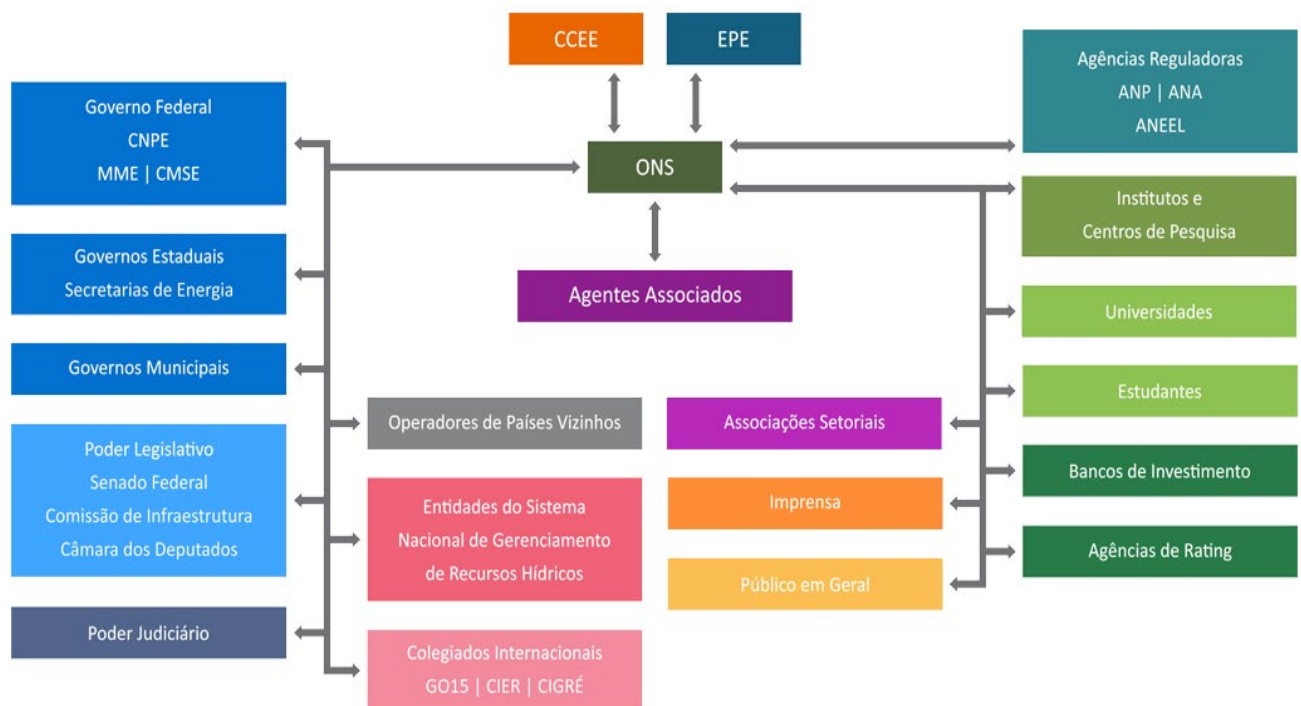 CCEE
EPE
ONS
Agentes Associados
Governo Federal
CNPE
MME | CMSE
Governos Estaduais
Secretarias de Energia
Governos Municipais
Poder Legislativo
Senado Federal
Comissão de Infraestrutura
Câmara dos Deputados
Poder Judiciário
Operadores de Países Vizinhos
Entidades do Sistema
Nacional de Gerenciamento
de Recursos Hídricos
Colegiados Internacionais
GO15 | CIER | CIGRÉ
Associações Setoriais
Imprensa
Público em Geral
Agências Reguladoras
ANP | ANA
ANEEL
Institutos e
Centros de Pesquisa
Universidades
Estudantes
Bancos de Investimento
Agências de Rating